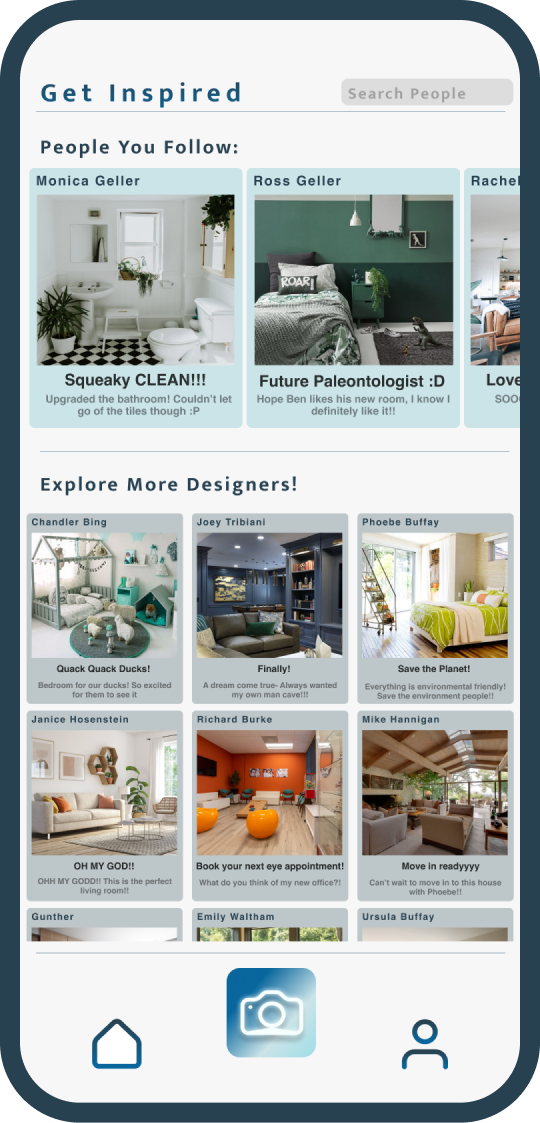 Get Inspired
Search People
People You Follow:
Monica Geller
Ross Geller
Rachel
ROAR!
Squeaky CLEAN!!!
Future Paleontologist :D
Love
Upgraded the bathroom! Couldn't let
go of the tiles though :P
Hope Ben likes his new room, I know I
definitely like it!!
SOO
Explore More Designers!
Chandler Bing
Joey Tribiani
Phoebe Buffay
Quack Quack Ducks!
Finally!
Save the Planet!
Bedroom for our ducks! So excited
for them to see it
A dream come true- Always wanted
my own man cave!!!
Everything is environmental friendly!
Save the environment people!!
Janice Hosenstein
Richard Burke
Mike Hannigan
OH MY GOD!!
Book your next eye appointment!
Move in readyyyy
OHH MY GODD!! This is the perfect
living room!!
What do you think of my new office?!
Can't wait to move in to this house
with Phoebe!!
Gunther
Emily Waltham
Ursula Buffay